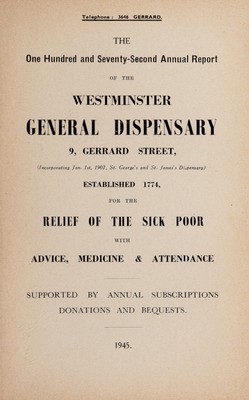 Telephone: 3646 GERRARD.
THE
One Hundred and Seventy-Second Annual Report
OF THE
WESTMINSTER
GENERAL DISPENSARY
9, GERRARD STREET,
(Incorporating Jan. 1st, 1907, St. George's and St. James's Dispensary)
ESTABLISHED 1774,
FOR THE
RELIEF OF THE SICK POOR
WITH
ADVICE, MEDICINE & ATTENDANCE
SUPPORTED BY ANNUAL SUBSCRIPTIONS
DONATIONS AND BEQUESTS.
1945.